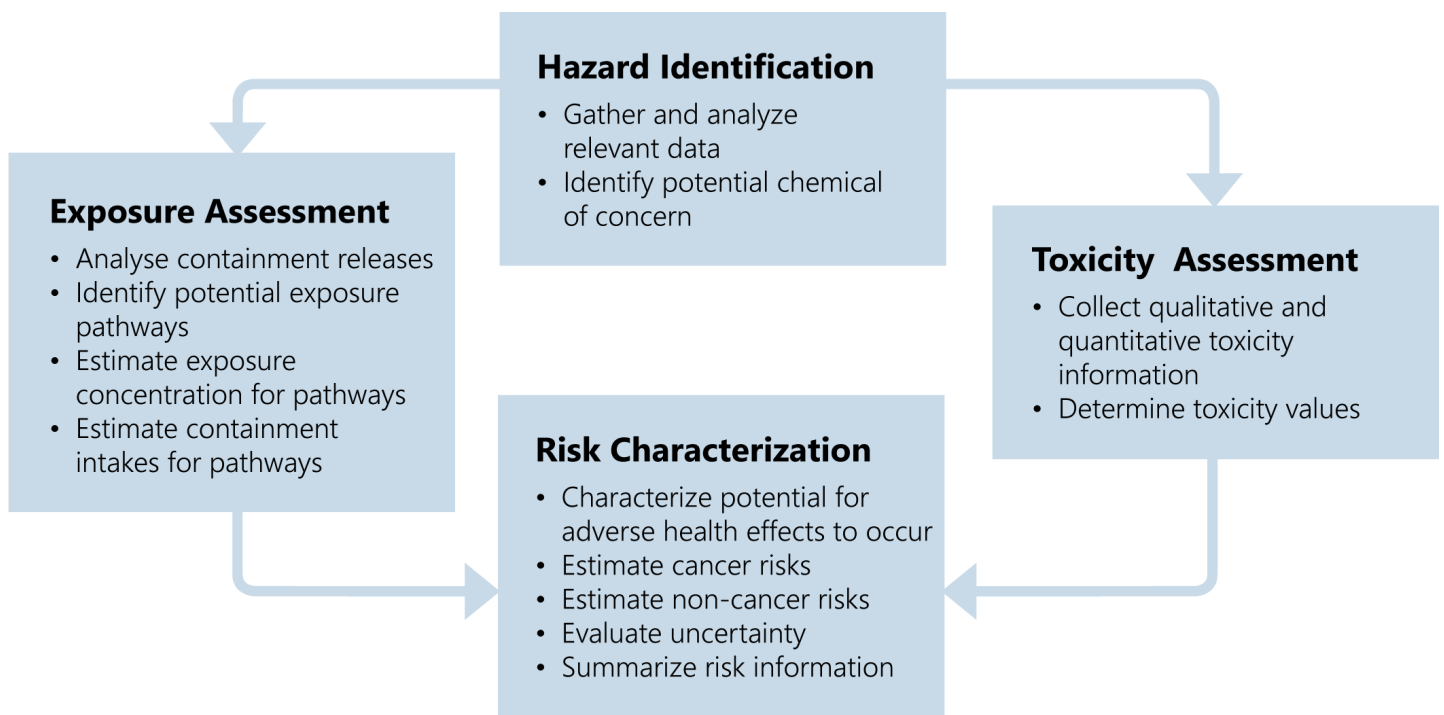 Hazard Identification
• Gather and analyze
relevant data
• Identify potential chemical
of concern
Exposure Assessment
• Analyse containment releases
• Identify potential exposure
pathways
• Estimate exposure
concentration for pathways
• Estimate containment
intakes for pathways
Toxicity  Assessment
• Collect qualitative and
quantitative toxicity
information
• Determine toxicity values
Risk Characterization
• Characterize potential for
adverse health effects to occur
• Estimate cancer risks
• Estimate non-cancer risks
• Evaluate uncertainty
• Summarize risk information